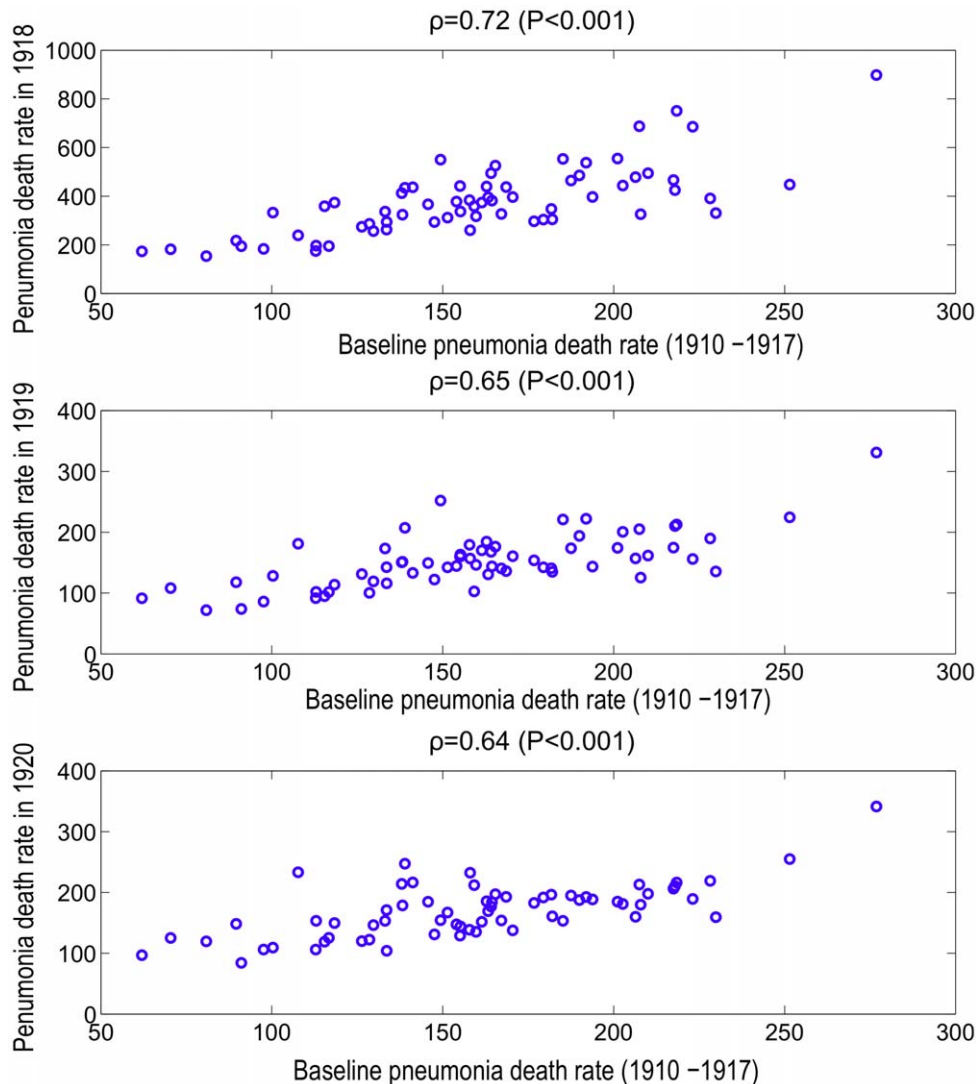 ρ=0.72 (P<0.001)
Penumonia death rate in 1918
1000
800
600
400
200
0
50 100 150 200 250 300
Baseline pneumonia death rate (1910 −1917)
ρ=0.65 (P<0.001)
Penumonia death rate in 1919
400
300
200
100
0
50 100 150 200 250 300
Baseline pneumonia death rate (1910 −1917)
ρ=0.64 (P<0.001)
Penumonia death rate in 1920
400
300
200
100
0
50 100 150 200 250 300
Baseline pneumonia death rate (1910 −1917)